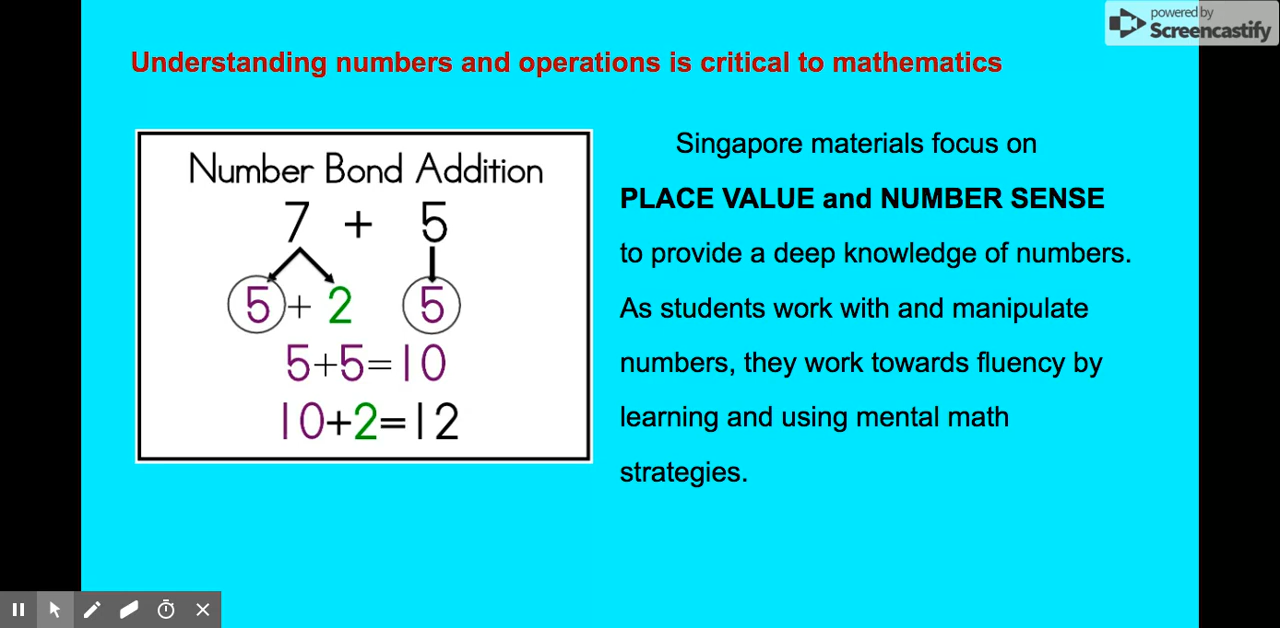 powered by
Screencastify
Understanding numbers and operations is critical to mathematics
Number Bond Addition
7 + 5
5 + 2 5
5+5=10
10+2=12
Singapore materials focus on
PLACE VALUE and NUMBER SENSE
to provide a deep knowledge of numbers.
As students work with and manipulate
numbers, they work towards fluency by
learning and using mental math
strategies.